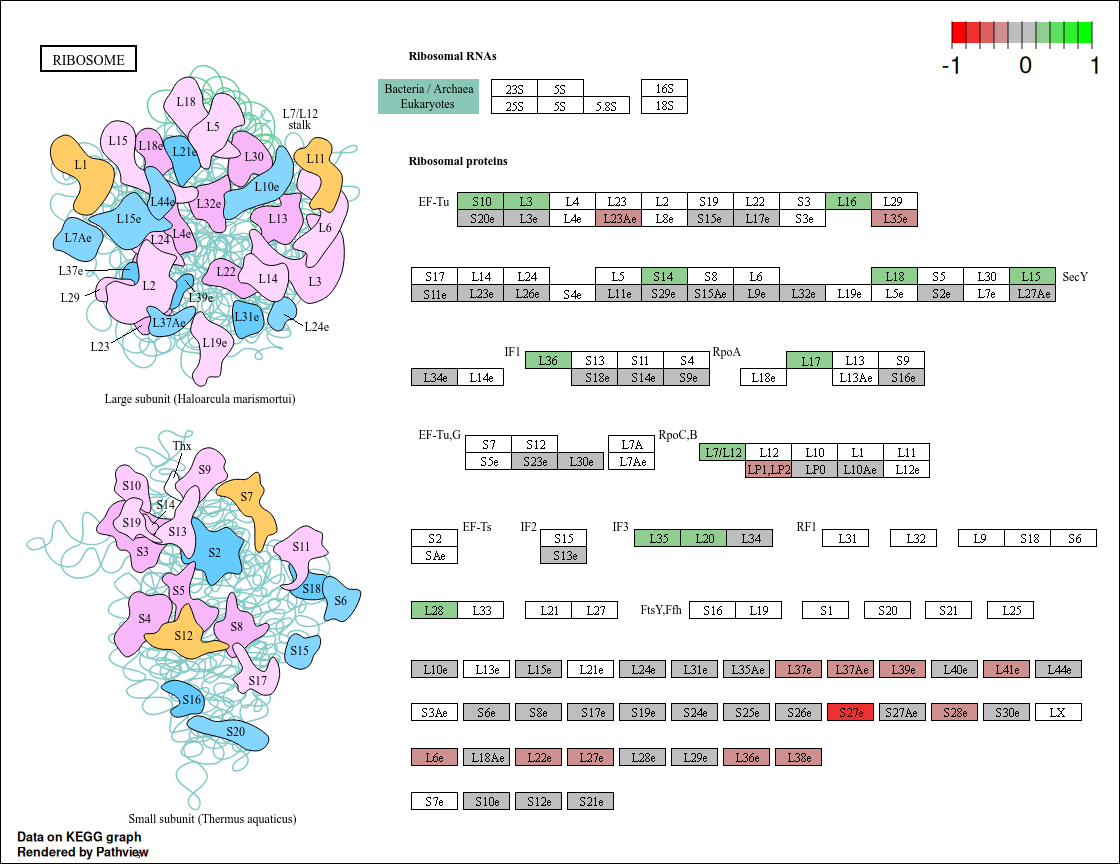 RIBOSOME
L18
L5
L7/L12
stalk
L15
L18e
L21e
L30
L11
L1
L10e
L44e
L32e
L15e
L13
L6
L7Ae
L24
L4e
L37e
L22
L14
L3
L2
L29
L39e
L37Ae
L31e
L24e
L23
L19e
Large subunit (Haloarcula marismortui)
Thx
S9
S10
S7
S14
S19
S13
S3
S2
S11
S5
S18
S6
S4
S12
S8
S15
S17
S16
S20
Small subunit (Thermus aquaticus)
Data on KEGG graph
Rendered by Pathview
-1 0 1
Ribosomal RNAs
Bacteria / Archaea 23S 5S 16S
Eukaryotes 25S 5S 5.8S 18S
Ribosomal proteins
EF-Tu S10 L3 L4 L23 L2 S19 L22 S3 L16 L29
S20e L3e L4e L23Ae L8e S15e L17e S3e L35e
S17 L14 L24 L5 S14 S8 L6 L18 S5 L30 L15 SecY
S11e L23e L26e S4e L11e S29e S15Ae L9e L32e L19e L5e S2e L7e L27Ae
IF1 L36 S13 S11 S4 RpoA L17 L13 S9
L34e L14e S18e S14e S9e L18e L13Ae S16e
EF-Tu,G S7 S12 L7A RpoC,B L7/L12 L12 L10 L1 L11
S5e S23e L30e L7Ae LP1,LP2 LP0 L10Ae L12e
S2 EF-Ts IF2 S15 IF3 L35 L20 L34 RF1 L31 L32 L9 S18 S6
SAe S13e
L28 L33 L21 L27 FtsY,Ffh S16 L19 S1 S20 S21 L25
L10e L13e L15e L21e L24e L31e L35Ae L37e L37Ae L39e L40e L41e L44e
S3Ae S6e S8e S17e S19e S24e S25e S26e S27e S27Ae S28e S30e LX
L6e L18Ae L22e L27e L28e L29e L36e L38e
S7e S10e S12e S21e